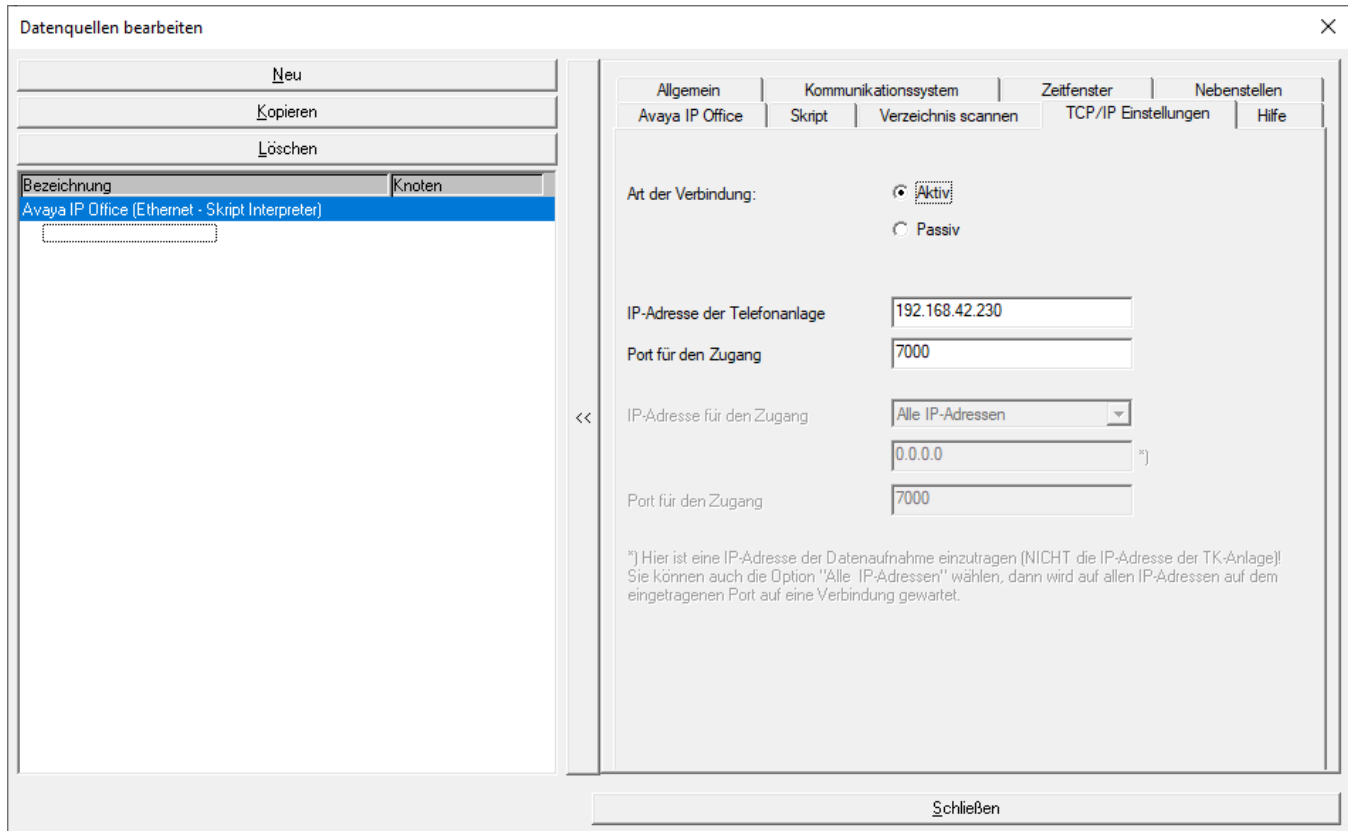 Datenquellen bearbeiten
Neu
Kopieren
Löschen
Bezeichnung Knoten
Avaya IP Office (Ethernet - Skript Interpreter)
<<
Allgemein Kommunikationssystem Zeitfenster Nebenstellen
Avaya IP Office Skript Verzeichnis scannen TCP/IP Einstellungen Hilfe
Art der Verbindung: Aktiv
Passiv
IP-Adresse der Telefonanlage 192.168.42.230
Port für den Zugang 7000
IP-Adresse für den Zugang Alle IP-Adressen
0.0.0.0 *)
Port für den Zugang 7000
*) Hier ist eine IP-Adresse der Datenaufnahme einzutragen (NICHT die IP-Adresse der TK-Anlage)!
Sie können auch die Option "Alle IP-Adressen" wählen, dann wird auf allen IP-Adressen auf dem
eingetragenen Port auf eine Verbindung gewartet.
Schließen